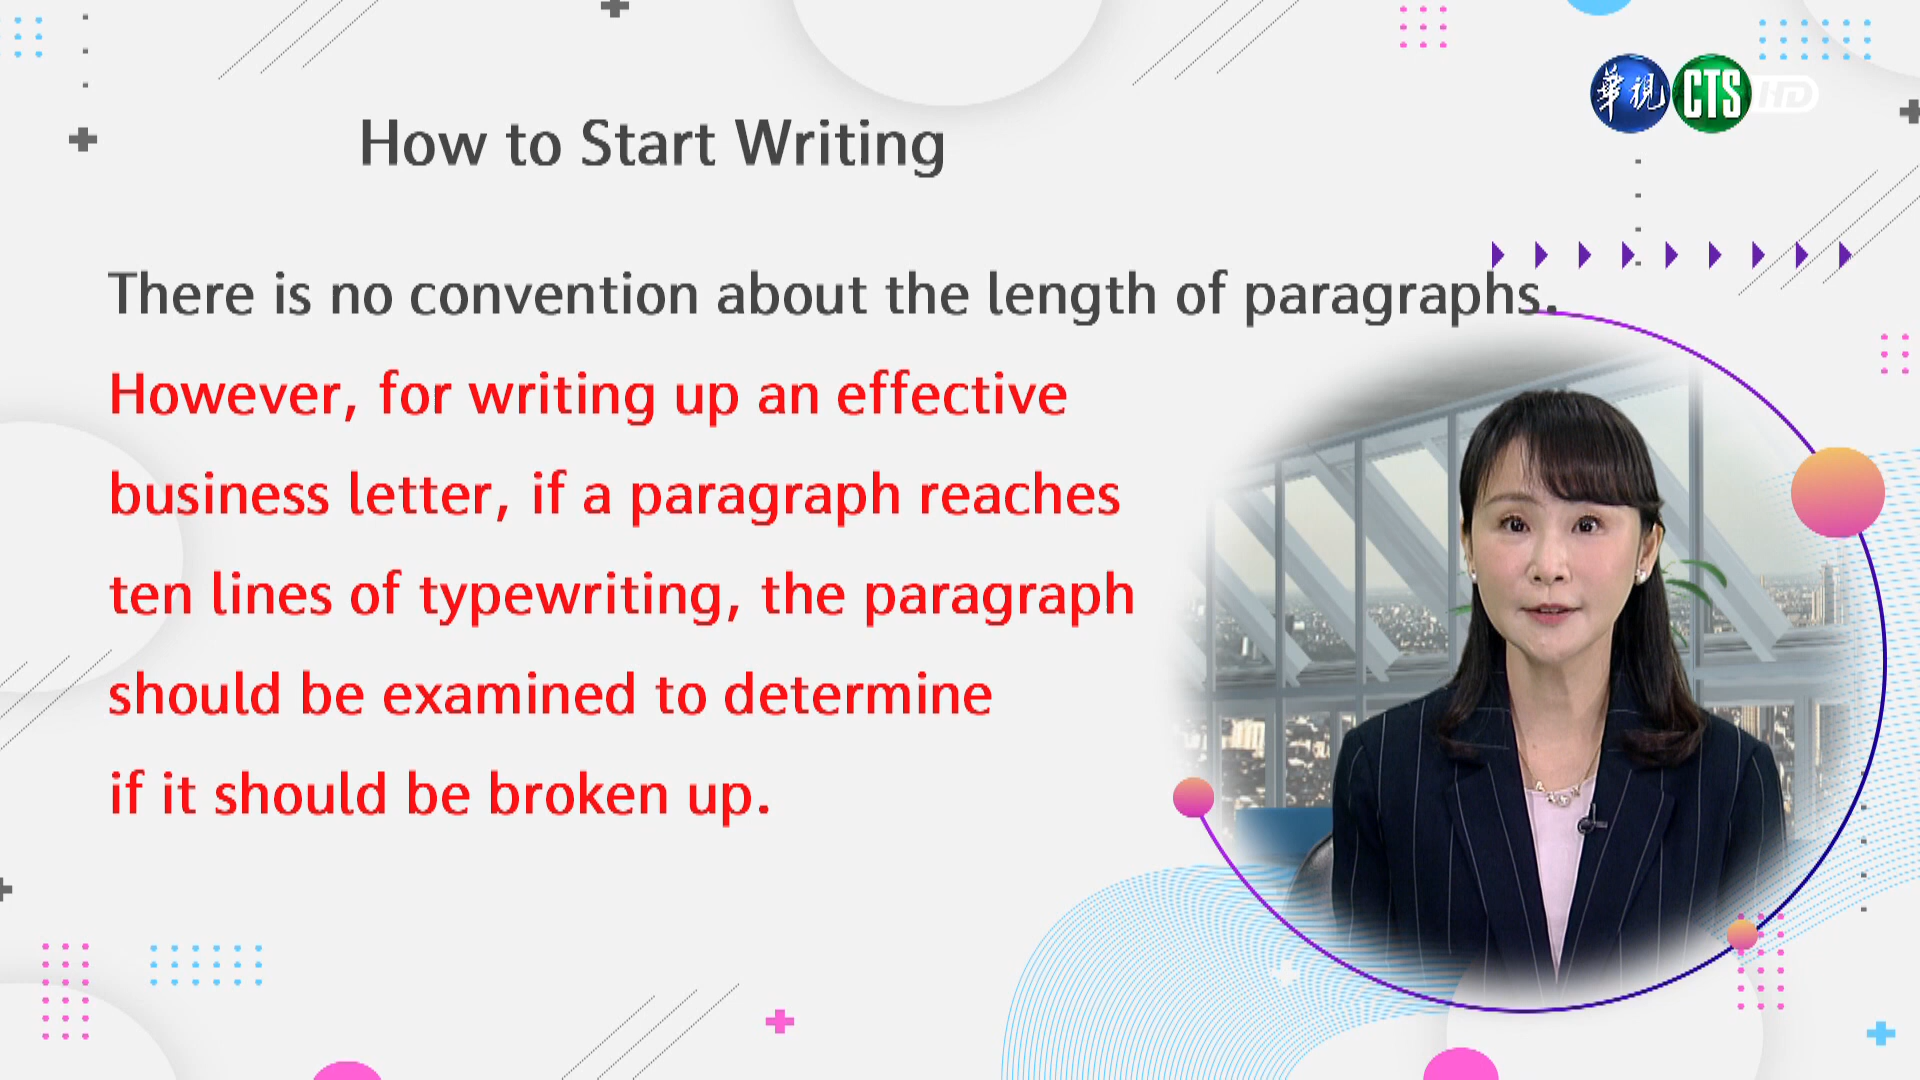 華視 CTS HD
How to Start Writing
There is no convention about the length of paragraphs.
However, for writing up an effective
business letter, if a paragraph reaches
ten lines of typewriting, the paragraph
should be examined to determine
if it should be broken up.